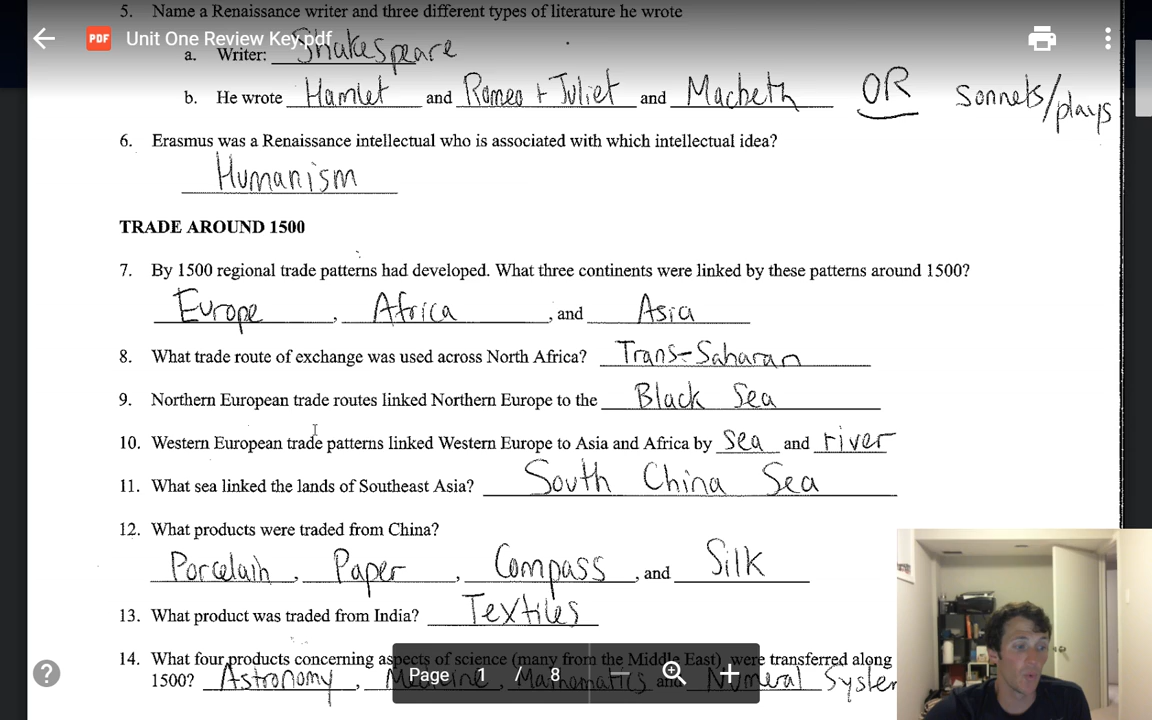 5. Name a Renaissance writer and three different types of literature he wrote
PDF Unit One Review Key.pdf
a. Writer: Shakespeare
b. He wrote Hamlet and Romeo + Juliet and Macbeth OR sonnets/plays
6. Erasmus was a Renaissance intellectual who is associated with which intellectual idea?
Humanism
TRADE AROUND 1500
7. By 1500 regional trade patterns had developed. What three continents were linked by these patterns around 1500?
Europe, Africa, and Asia
8. What trade route of exchange was used across North Africa? Trans-Saharan
9. Northern European trade routes linked Northern Europe to the Black Sea
10. Western European trade patterns linked Western Europe to Asia and Africa by sea and river
11. What sea linked the lands of Southeast Asia? South China Sea
12. What products were traded from China?
Porcelain, Paper, Compass, and Silk
13. What product was traded from India? Textiles
14. What four products concerning aspects of science (many from the Middle East), were transferred along
1500? Astronomy, Medicine, Mathematics and Numeral System
Page 1 / 8